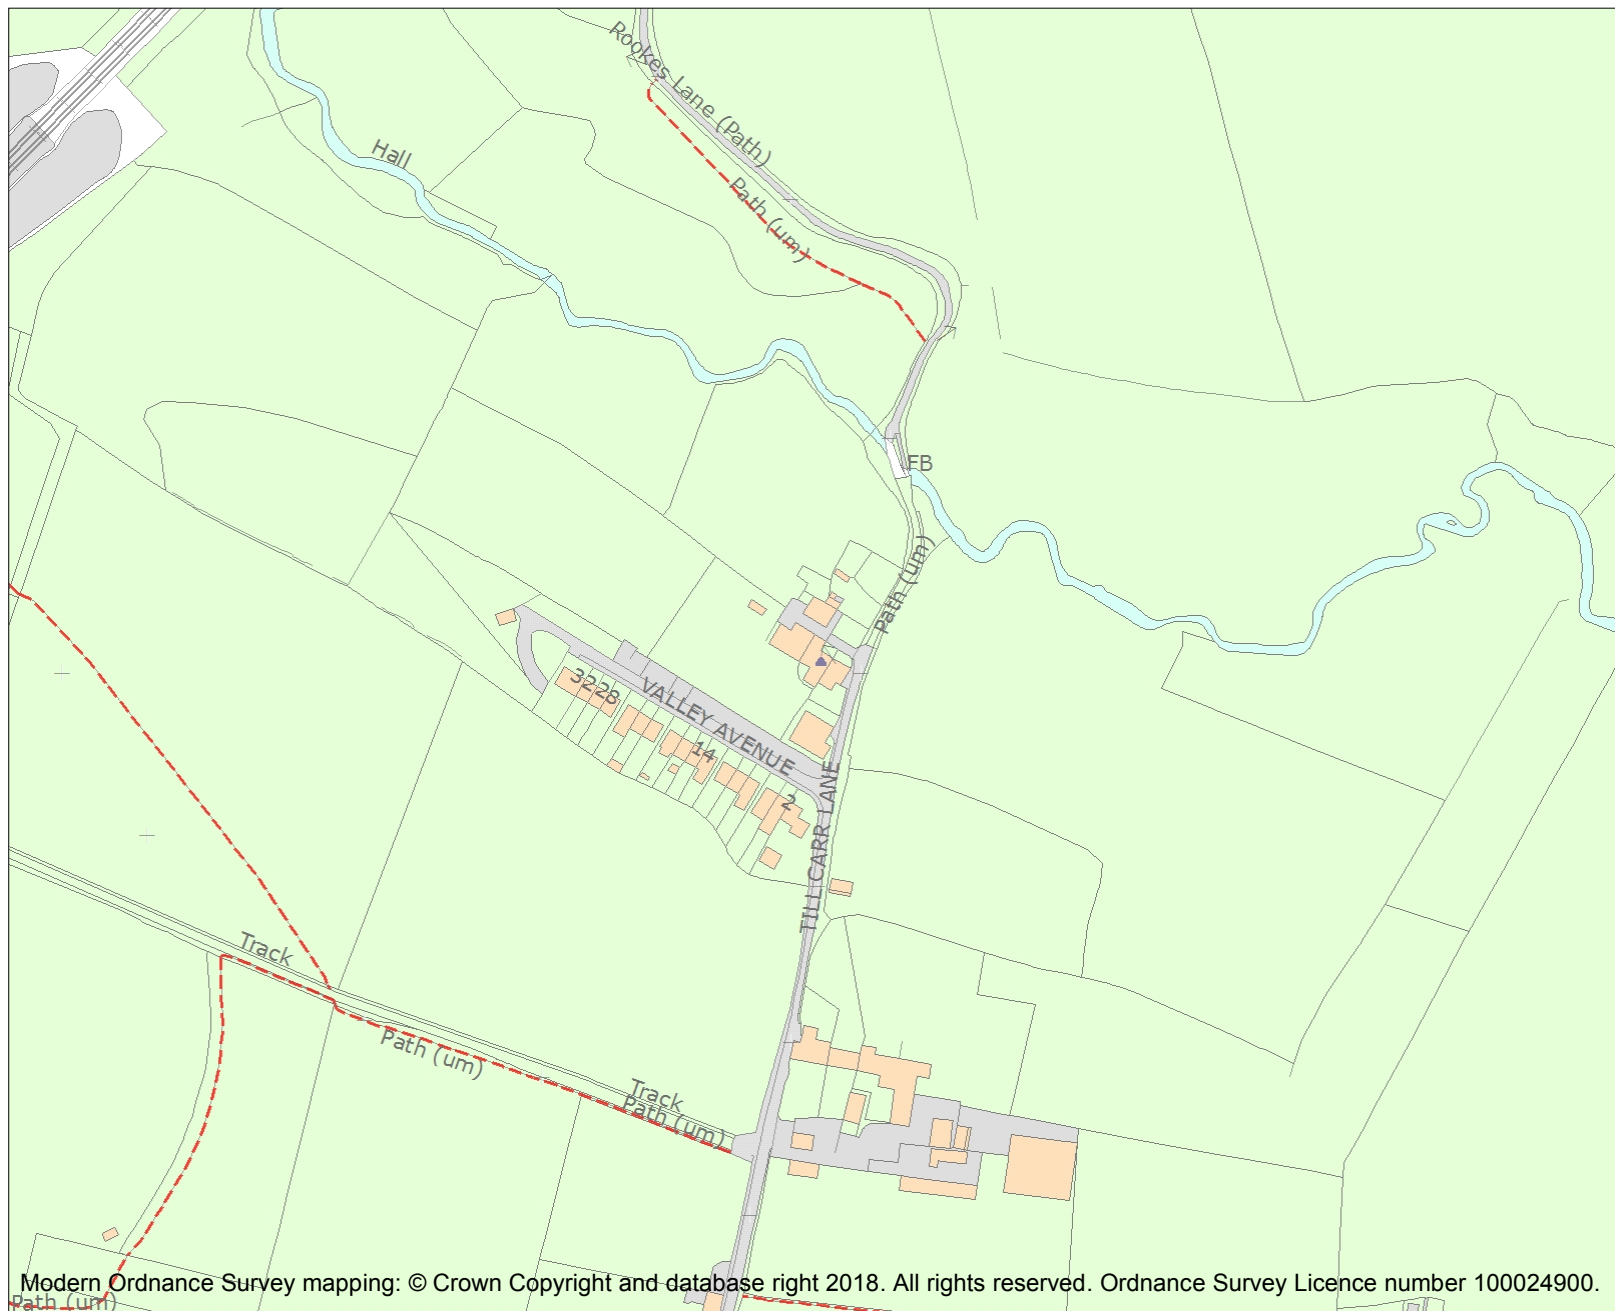 Rookes Lane (Path)
Hall
Path (um)
FB
Path (um)
3228
VALLEY AVENUE
14
2
TILL CARR LANE
Track
Path (um)
Track
Path (um)
Modern Ordnance Survey mapping: © Crown Copyright and database right 2018. All rights reserved. Ordnance Survey Licence number 100024900.
Path (um)